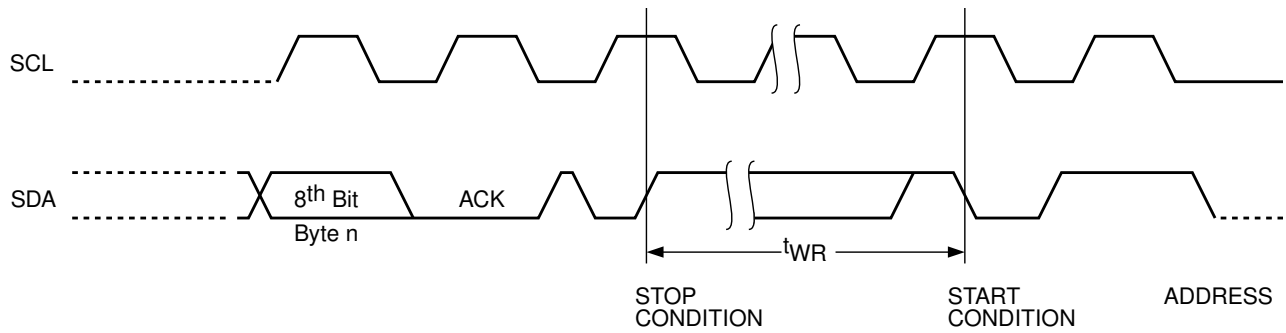 SCL
SDA
8th Bit
Byte n
ACK
tWR
STOP
CONDITION
START
CONDITION
ADDRESS